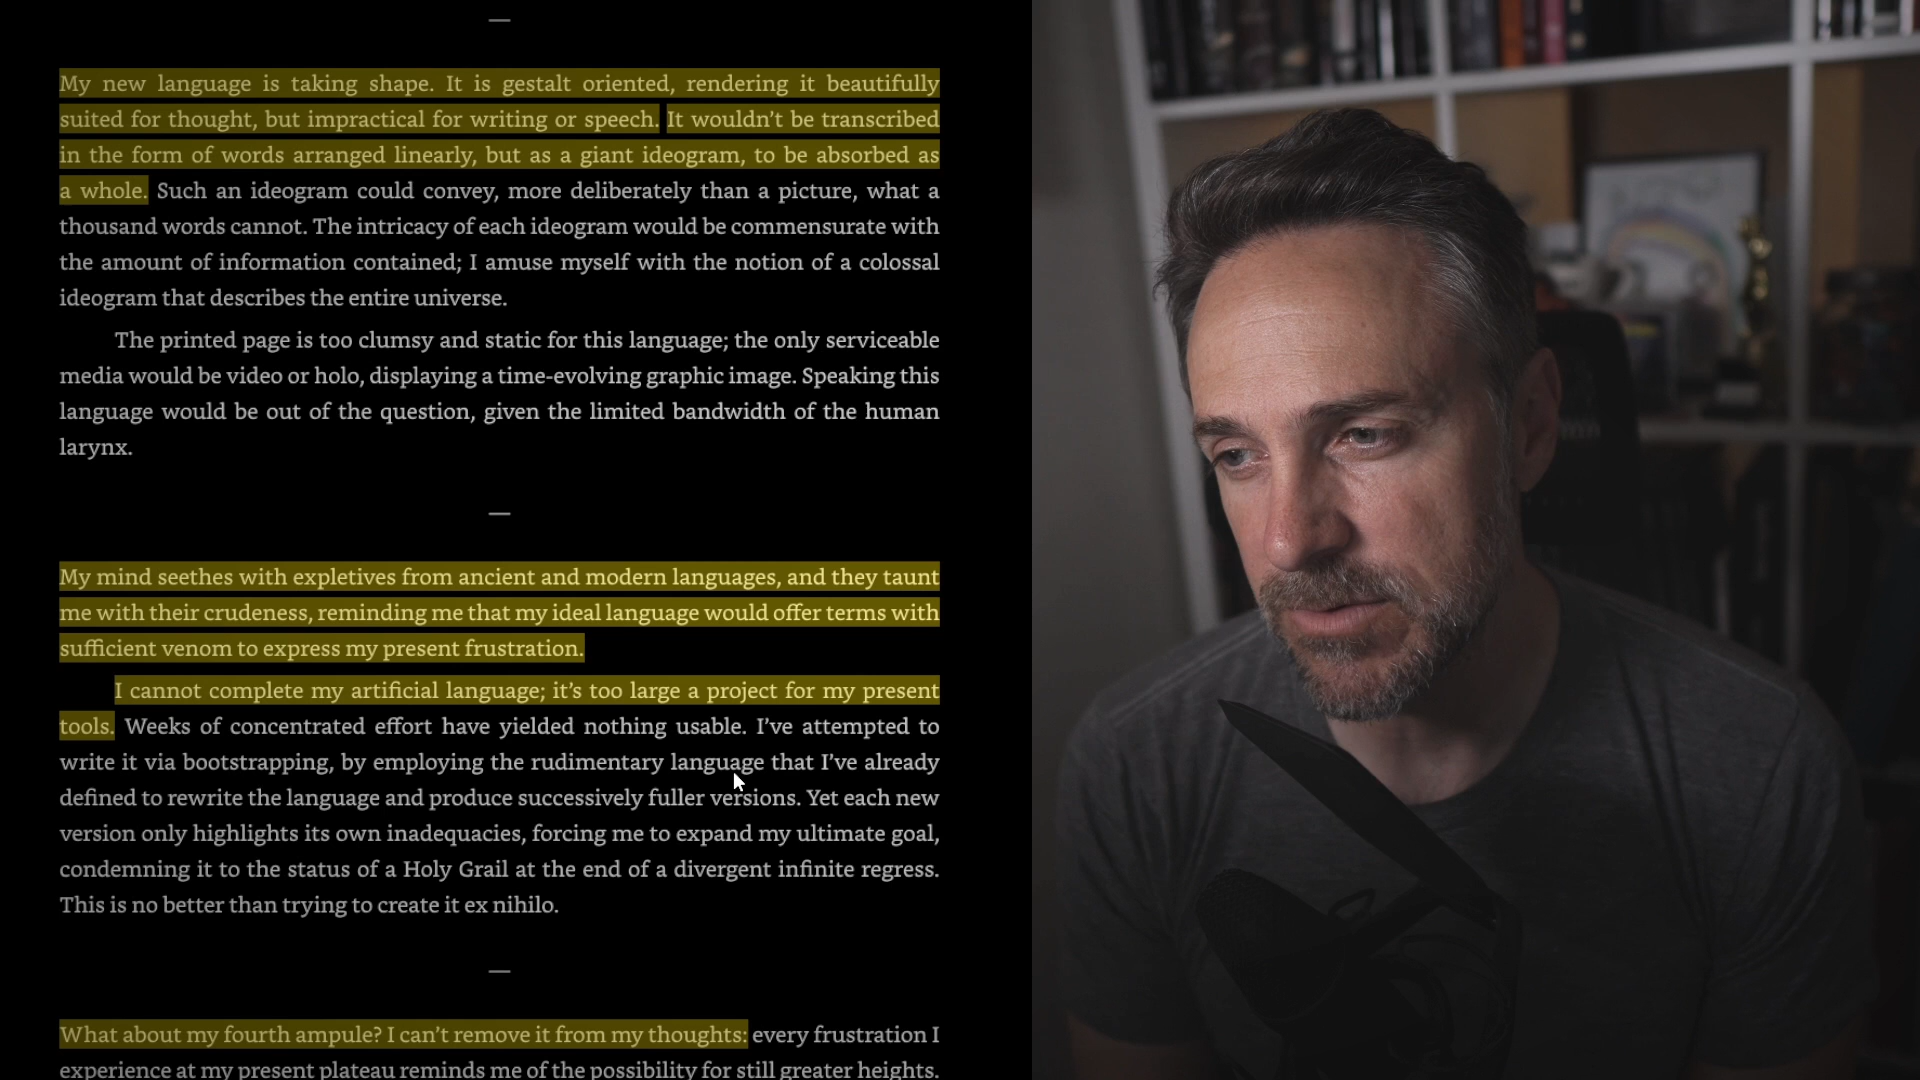 —
My new language is taking shape. It is gestalt oriented, rendering it beautifully
suited for thought, but impractical for writing or speech. It wouldn’t be transcribed
in the form of words arranged linearly, but as a giant ideogram, to be absorbed as
a whole. Such an ideogram could convey, more deliberately than a picture, what a
thousand words cannot. The intricacy of each ideogram would be commensurate with
the amount of information contained; I amuse myself with the notion of a colossal
ideogram that describes the entire universe.
The printed page is too clumsy and static for this language; the only serviceable
media would be video or holo, displaying a time-evolving graphic image. Speaking this
language would be out of the question, given the limited bandwidth of the human
larynx.
—
My mind seethes with expletives from ancient and modern languages, and they taunt
me with their crudeness, reminding me that my ideal language would offer terms with
sufficient venom to express my present frustration.
I cannot complete my artificial language; it’s too large a project for my present
tools. Weeks of concentrated effort have yielded nothing usable. I’ve attempted to
write it via bootstrapping, by employing the rudimentary language that I’ve already
defined to rewrite the language and produce successively fuller versions. Yet each new
version only highlights its own inadequacies, forcing me to expand my ultimate goal,
condemning it to the status of a Holy Grail at the end of a divergent infinite regress.
This is no better than trying to create it ex nihilo.
—
What about my fourth ampule? I can’t remove it from my thoughts: every frustration I
experience at my present plateau reminds me of the possibility for still greater heights.